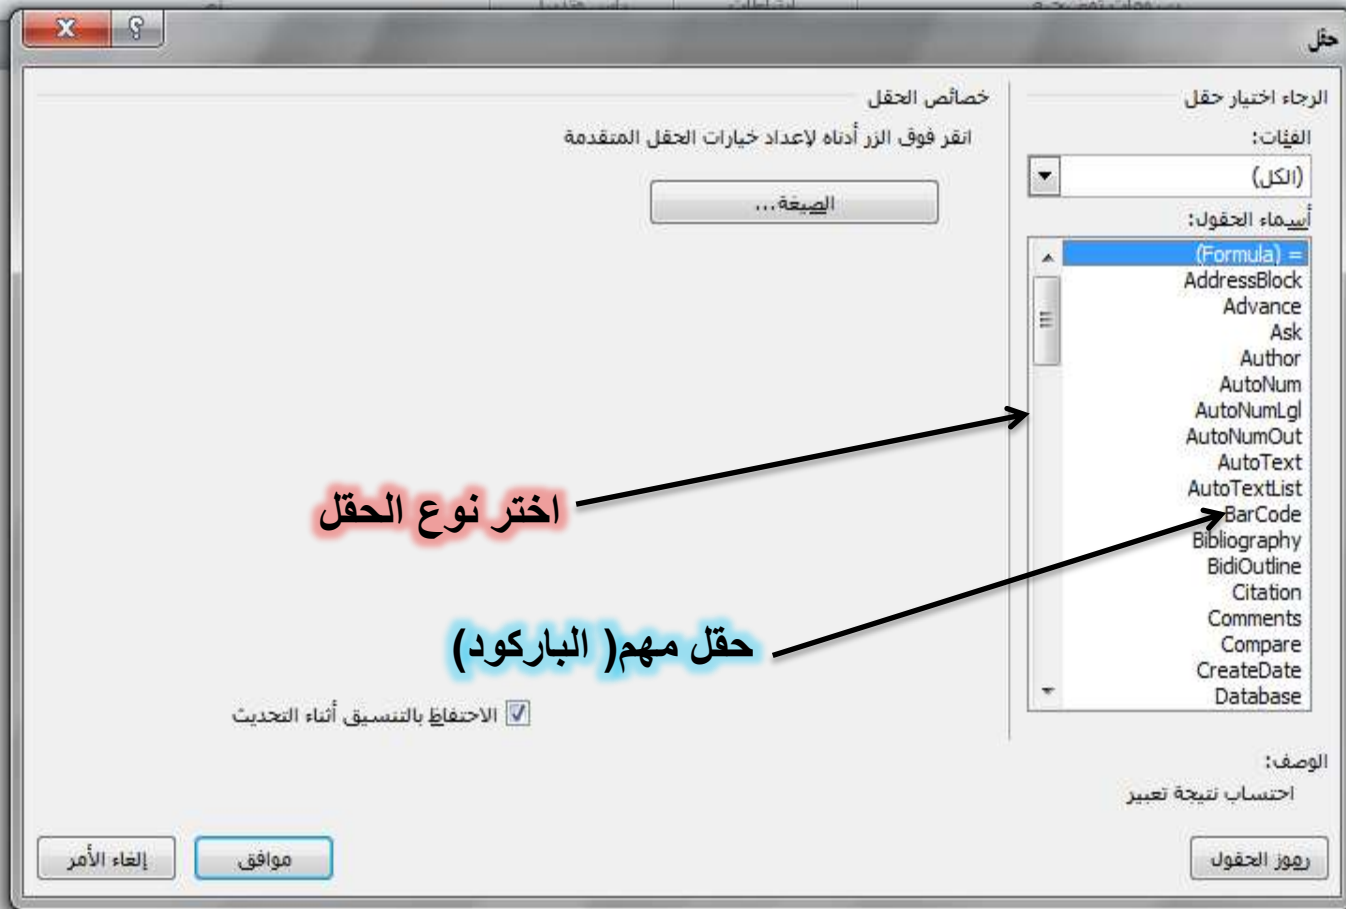 حقل
الرجاء اختيار حقل
الفئات:
(الكل)
أسماء الحقول:
= (Formula)
AddressBlock
Advance
Ask
Author
AutoNum
AutoNumLgl
AutoNumOut
AutoText
AutoTextList
BarCode
Bibliography
BidiOutline
Citation
Comments
Compare
CreateDate
Database
خصائص الحقل
انقر فوق الزر أدناه لإعداد خيارات الحقل المتقدمة
الصيغة...
اختر نوع الحقل
حقل مهم( الباركود)
الاحتفاظ بالتنسيق أثناء التحديث
الوصف:
احتساب نتيجة تعبير
رموز الحقول
موافق
إلغاء الأمر